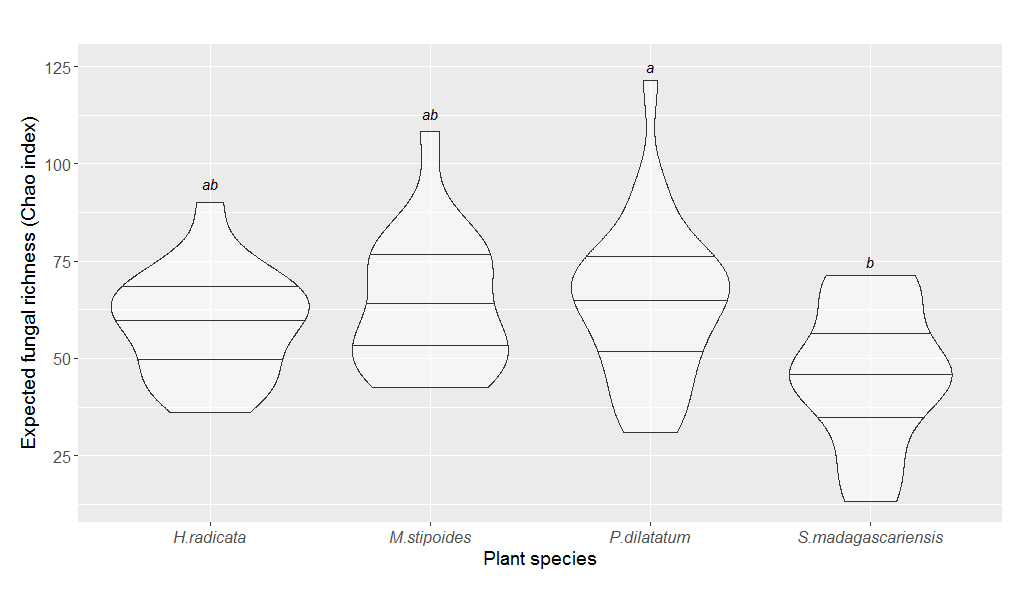 Expected fungal richness (Chao index)
125
100
75
50
25
ab
ab
a
b
H.radicata
M.stipoides
P.dilatatum
S.madagascariensis
Plant species